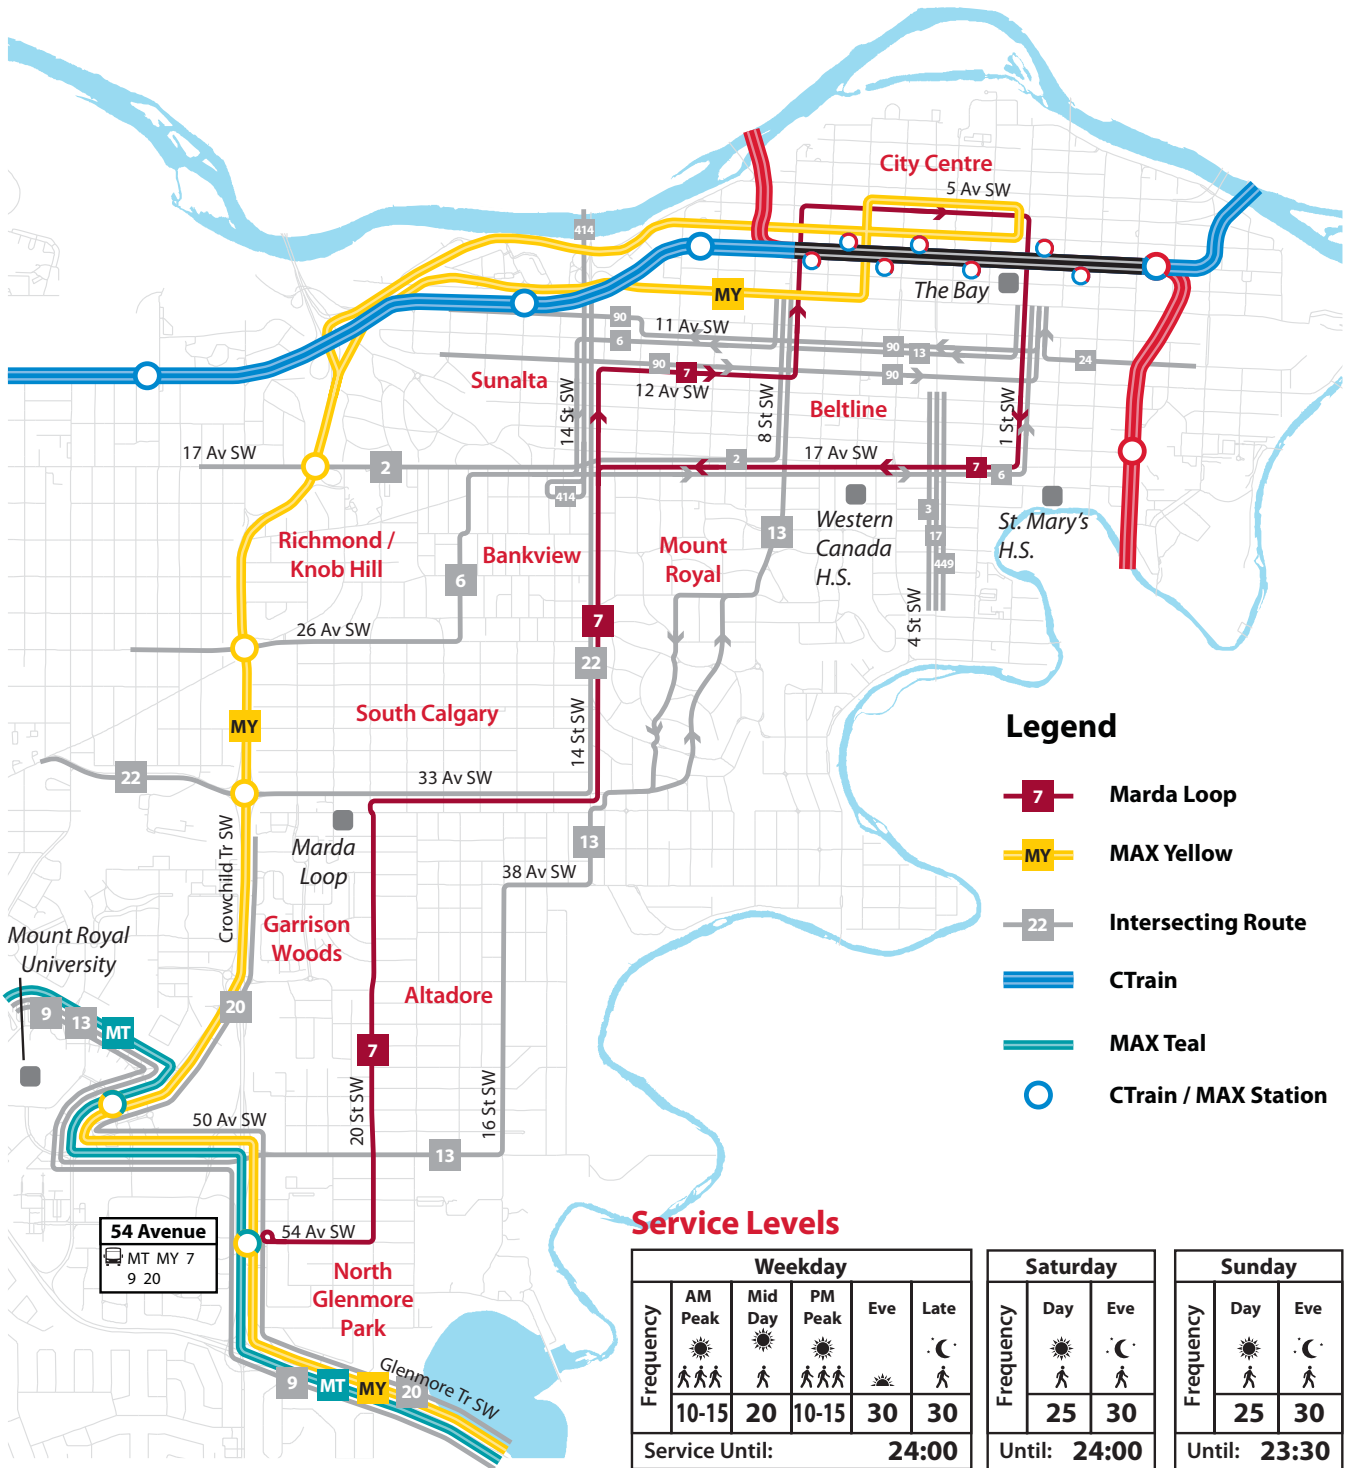 City Centre
5 Av SW
414
MY
The Bay
90
11 Av SW
6
90
13
24
90
7
12 Av SW
90
Sunalta
14 St SW
8 St SW
Beltline
1 St SW
17 Av SW
2
2
17 Av SW
7
6
414
Western
Canada
H.S.
St. Mary's
H.S.
3
17
449
4 St SW
13
Richmond /
Knob Hill
Bankview
Mount
Royal
6
7
26 Av SW
22
South Calgary
MY
14 St SW
22
33 Av SW
Marda
Loop
Crowchild Tr SW
13
38 Av SW
Garrison
Woods
Mount Royal
University
Altadore
9
13
MT
20
7
20 St SW
16 St SW
50 Av SW
13
54 Avenue
MT MY 7
9 20
54 Av SW
North
Glenmore
Park
Glenmore Tr SW
9
MT
MY
20
Legend
7 Marda Loop
MY MAX Yellow
22 Intersecting Route
CTrain
MAX Teal
CTrain / MAX Station
Service Levels
Weekday
Frequency
AM Peak
Mid Day
PM Peak
Eve
Late
10-15 20 10-15 30 30
Service Until: 24:00
Saturday
Frequency
Day Eve
25 30
Until: 24:00
Sunday
Frequency
Day Eve
25 30
Until: 23:30